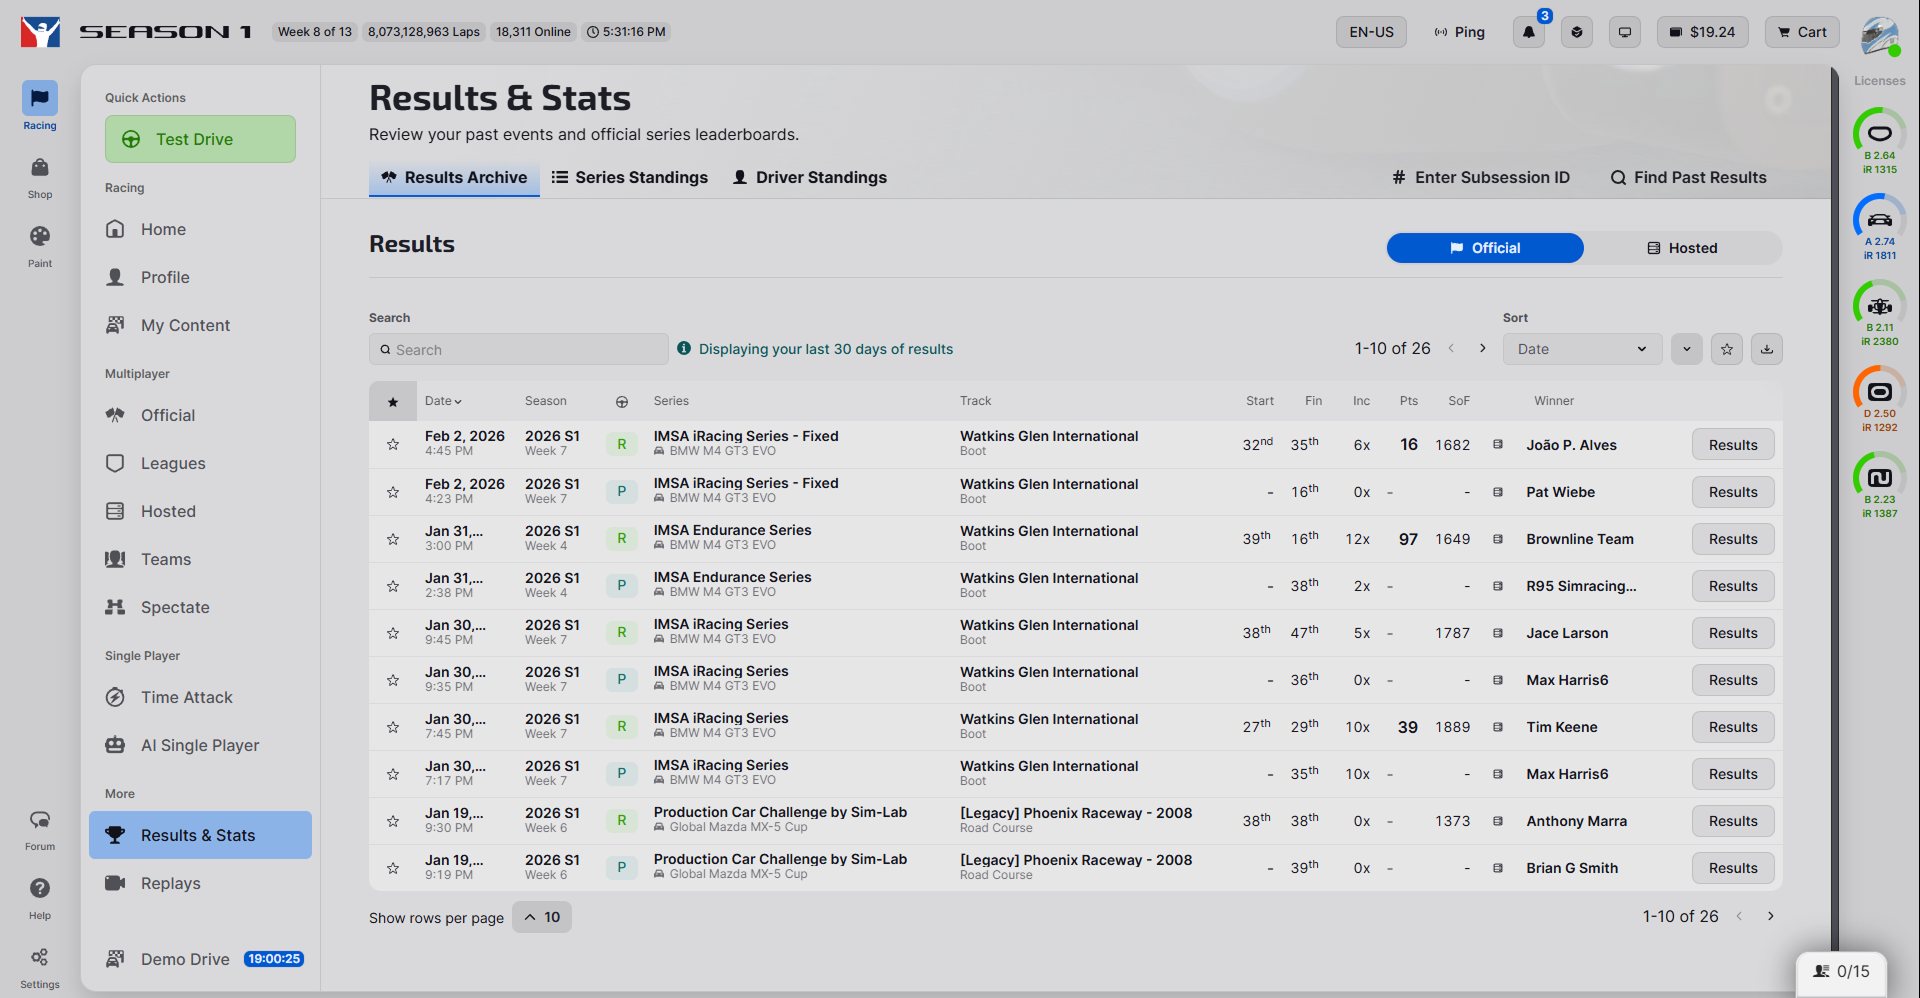 SEASON 1
Week 8 of 13
8,073,128,963 Laps
18,311 Online
5:31:16 PM
EN-US
Ping
3
$19.24
Cart
Racing
Shop
Paint
Forum
Help
Settings
Quick Actions
Test Drive
Racing
Home
Profile
My Content
Multiplayer
Official
Leagues
Hosted
Teams
Spectate
Single Player
Time Attack
AI Single Player
More
Results & Stats
Replays
Demo Drive 19:00:25
Results & Stats
Review your past events and official series leaderboards.
Results Archive
Series Standings
Driver Standings
# Enter Subsession ID
Find Past Results
Results
Official
Hosted
Search
Search
Displaying your last 30 days of results
1-10 of 26
Sort
Date
Date Season Series Track Start Fin Inc Pts SoF Winner
Feb 2, 2026 2026 S1 R IMSA iRacing Series - Fixed Watkins Glen International 32nd 35th 6x 16 1682 João P. Alves Results
4:45 PM Week 7 BMW M4 GT3 EVO Boot
Feb 2, 2026 2026 S1 P IMSA iRacing Series - Fixed Watkins Glen International - 16th 0x - - Pat Wiebe Results
4:23 PM Week 7 BMW M4 GT3 EVO Boot
Jan 31,... 2026 S1 R IMSA Endurance Series Watkins Glen International 39th 16th 12x 97 1649 Brownline Team Results
3:00 PM Week 4 BMW M4 GT3 EVO Boot
Jan 31,... 2026 S1 P IMSA Endurance Series Watkins Glen International - 38th 2x - - R95 Simracing... Results
2:38 PM Week 4 BMW M4 GT3 EVO Boot
Jan 30,... 2026 S1 R IMSA iRacing Series Watkins Glen International 38th 47th 5x - 1787 Jace Larson Results
9:45 PM Week 7 BMW M4 GT3 EVO Boot
Jan 30,... 2026 S1 P IMSA iRacing Series Watkins Glen International - 36th 0x - - Max Harris6 Results
9:35 PM Week 7 BMW M4 GT3 EVO Boot
Jan 30,... 2026 S1 R IMSA iRacing Series Watkins Glen International 27th 29th 10x 39 1889 Tim Keene Results
7:45 PM Week 7 BMW M4 GT3 EVO Boot
Jan 30,... 2026 S1 P IMSA iRacing Series Watkins Glen International - 35th 10x - - Max Harris6 Results
7:17 PM Week 7 BMW M4 GT3 EVO Boot
Jan 19,... 2026 S1 R Production Car Challenge by Sim-Lab [Legacy] Phoenix Raceway - 2008 38th 38th 0x - 1373 Anthony Marra Results
9:30 PM Week 6 Global Mazda MX-5 Cup Road Course
Jan 19,... 2026 S1 P Production Car Challenge by Sim-Lab [Legacy] Phoenix Raceway - 2008 - 39th 0x - - Brian G Smith Results
9:19 PM Week 6 Global Mazda MX-5 Cup Road Course
Show rows per page 10
1-10 of 26
Licenses
B 2.64
iR 1315
A 2.74
iR 1811
B 2.11
iR 2380
D 2.50
iR 1292
B 2.23
iR 1387
0/15